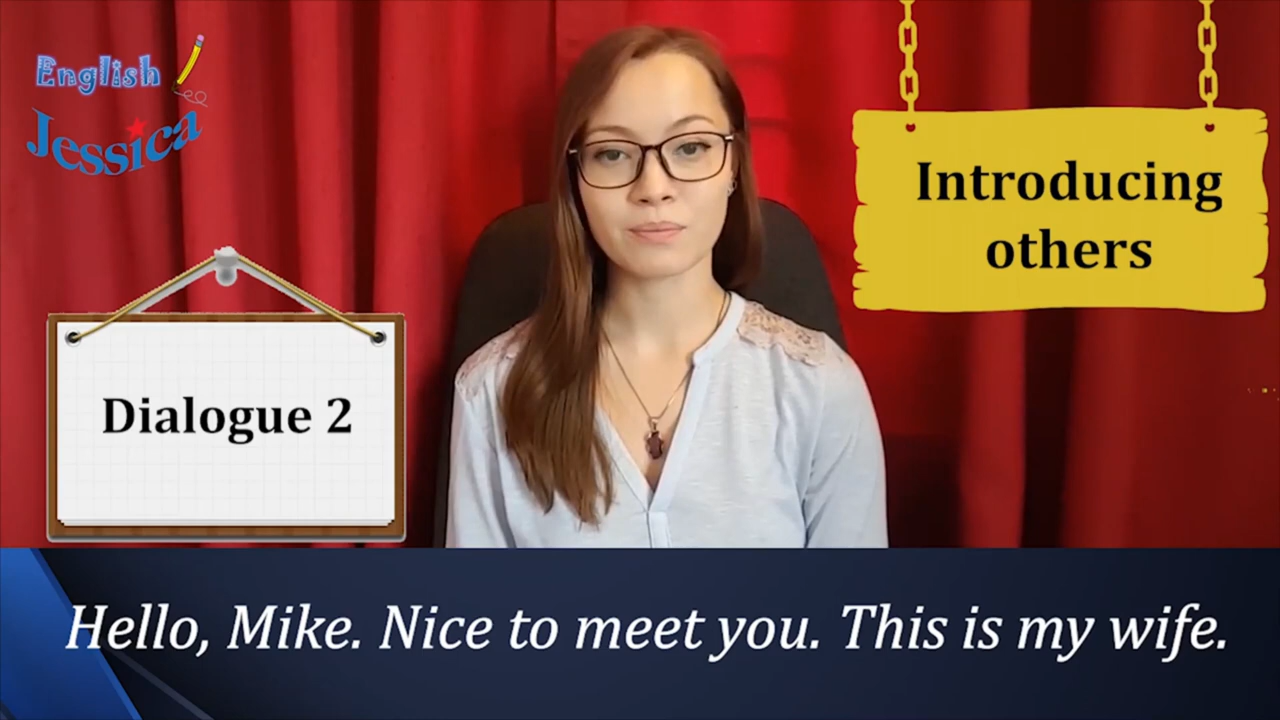 English
Jessica
Introducing
others
Dialogue 2
Hello, Mike. Nice to meet you. This is my wife.